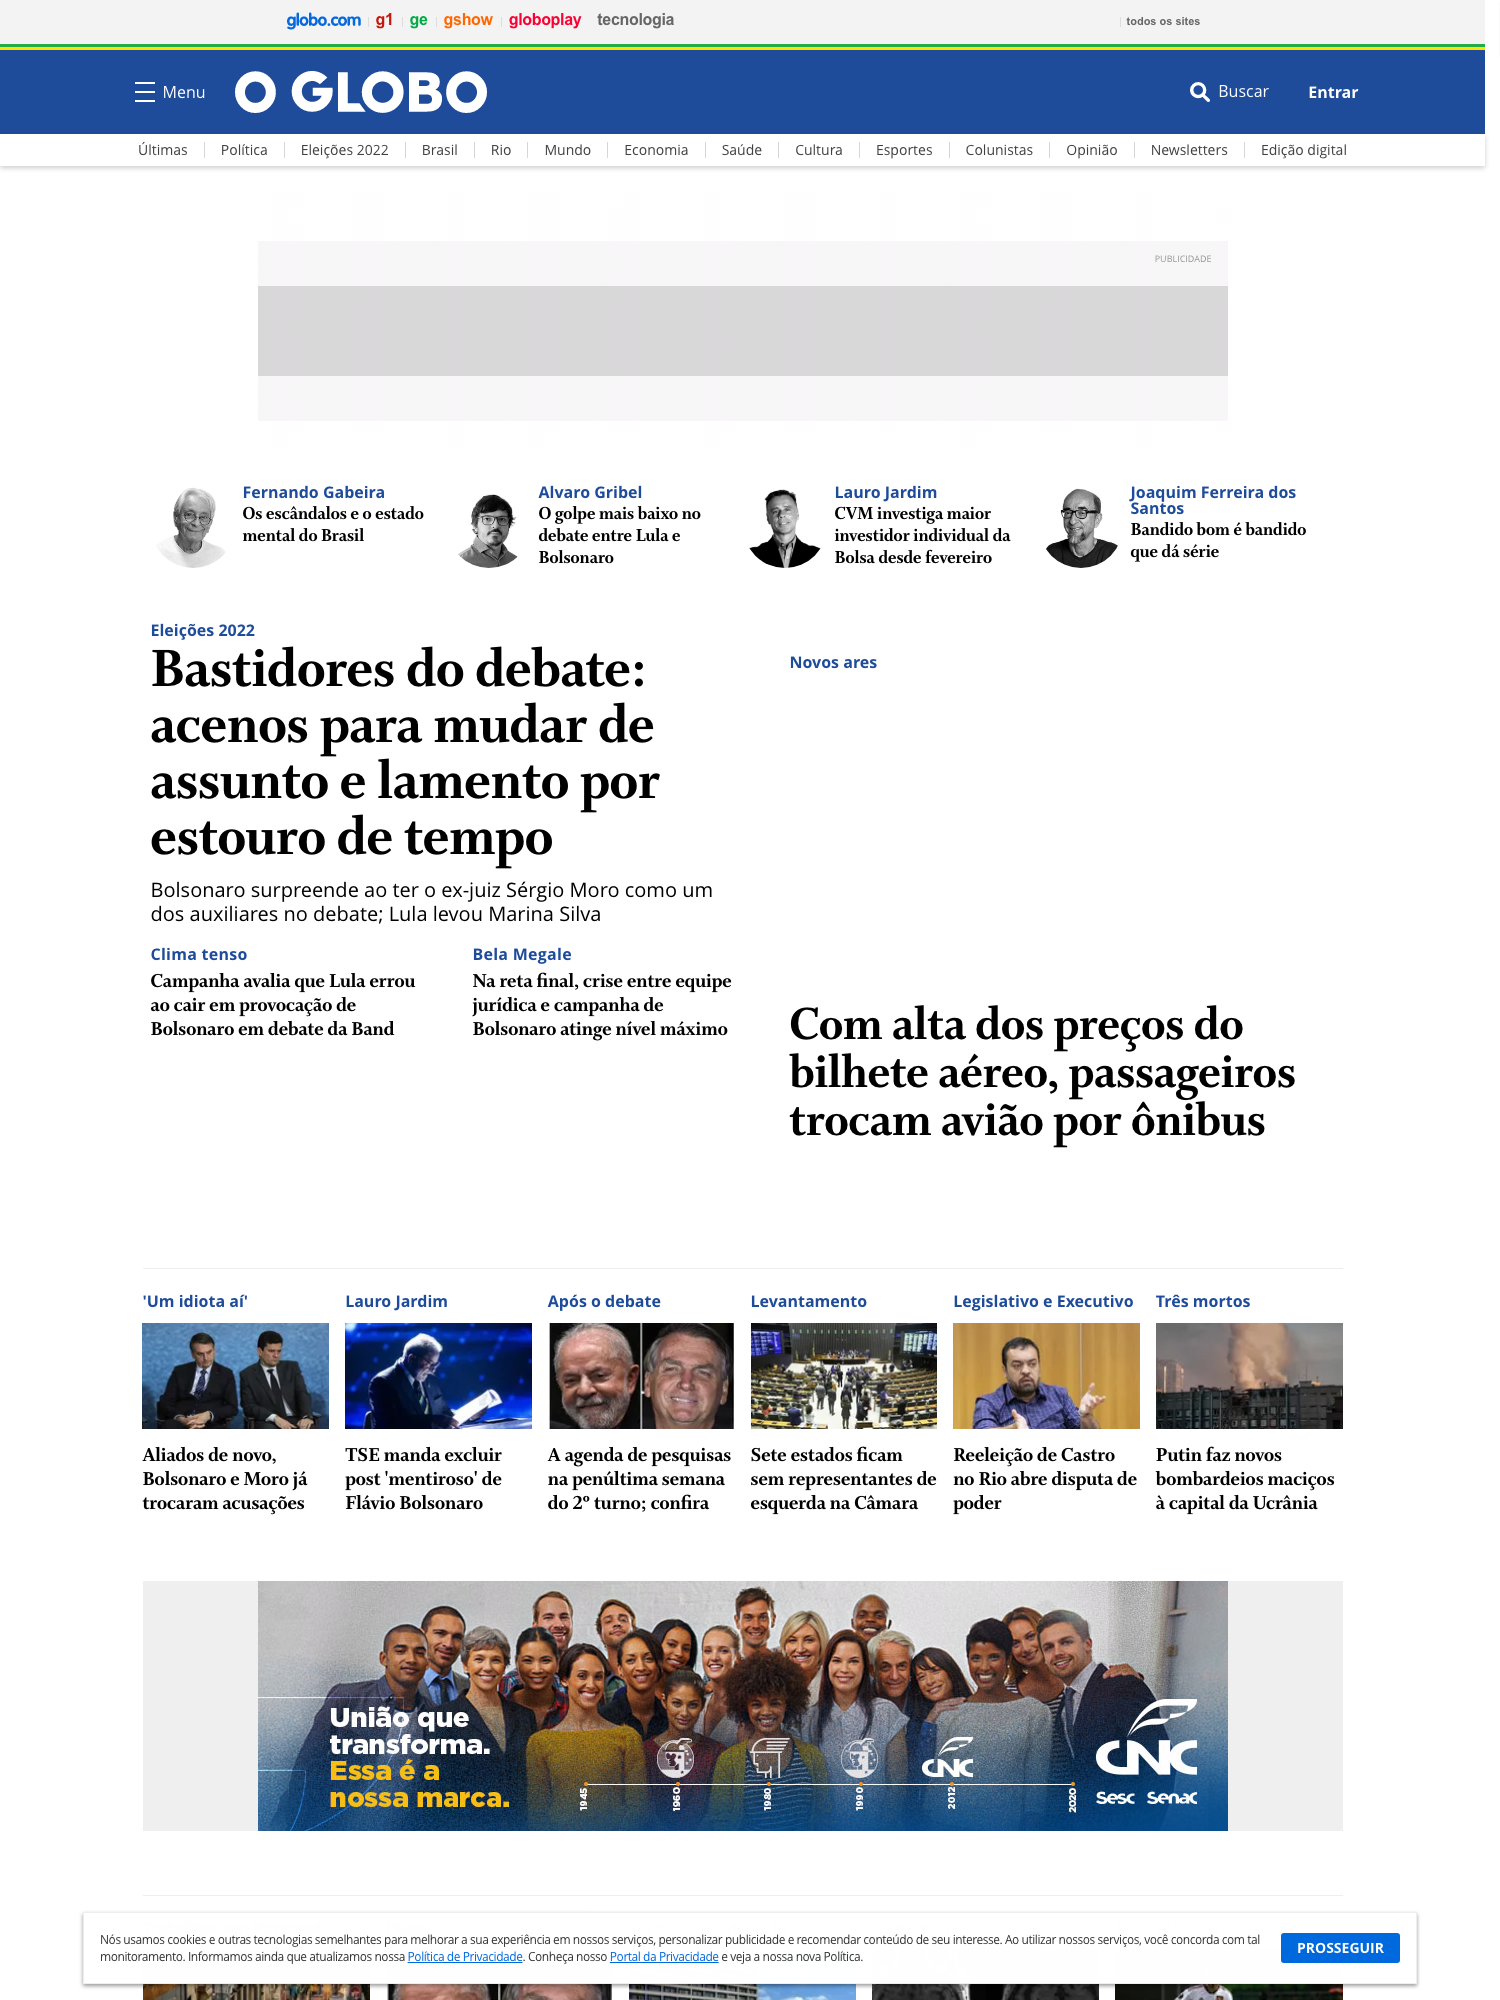 globo.com g1 ge gshow globoplay tecnologia todos os sites
Menu O GLOBO Buscar Entrar
Últimas Política Eleições 2022 Brasil Rio Mundo Economia Saúde Cultura Esportes Colunistas Opinião Newsletters Edição digital
PUBLICIDADE
Fernando Gabeira
Os escândalos e o estado
mental do Brasil
Alvaro Gribel
O golpe mais baixo no
debate entre Lula e
Bolsonaro
Lauro Jardim
CVM investiga maior
investidor individual da
Bolsa desde fevereiro
Joaquim Ferreira dos
Santos
Bandido bom é bandido
que dá série
Eleições 2022
Bastidores do debate:
acenos para mudar de
assunto e lamento por
estouro de tempo
Bolsonaro surpreende ao ter o ex-juiz Sérgio Moro como um
dos auxiliares no debate; Lula levou Marina Silva
Clima tenso
Campanha avalia que Lula errou
ao cair em provocação de
Bolsonaro em debate da Band
Bela Megale
Na reta final, crise entre equipe
jurídica e campanha de
Bolsonaro atinge nível máximo
Novos ares
Com alta dos preços do
bilhete aéreo, passageiros
trocam avião por ônibus
'Um idiota aí'
Aliados de novo,
Bolsonaro e Moro já
trocaram acusações
Lauro Jardim
TSE manda excluir
post 'mentiroso' de
Flávio Bolsonaro
Após o debate
A agenda de pesquisas
na penúltima semana
do 2º turno; confira
Levantamento
Sete estados ficam
sem representantes de
esquerda na Câmara
Legislativo e Executivo
Reeleição de Castro
no Rio abre disputa de
poder
Três mortos
Putin faz novos
bombardeios maciços
à capital da Ucrânia
União que
transforma.
Essa é a
nossa marca.
1945 1960 1980 1990 2012 2020
CNC
CNC
Sesc Senac
Nós usamos cookies e outras tecnologias semelhantes para melhorar a sua experiência em nossos serviços, personalizar publicidade e recomendar conteúdo de seu interesse. Ao utilizar nossos serviços, você concorda com tal
monitoramento. Informamos ainda que atualizamos nossa Política de Privacidade. Conheça nosso Portal da Privacidade e veja a nossa nova Política.
PROSSEGUIR